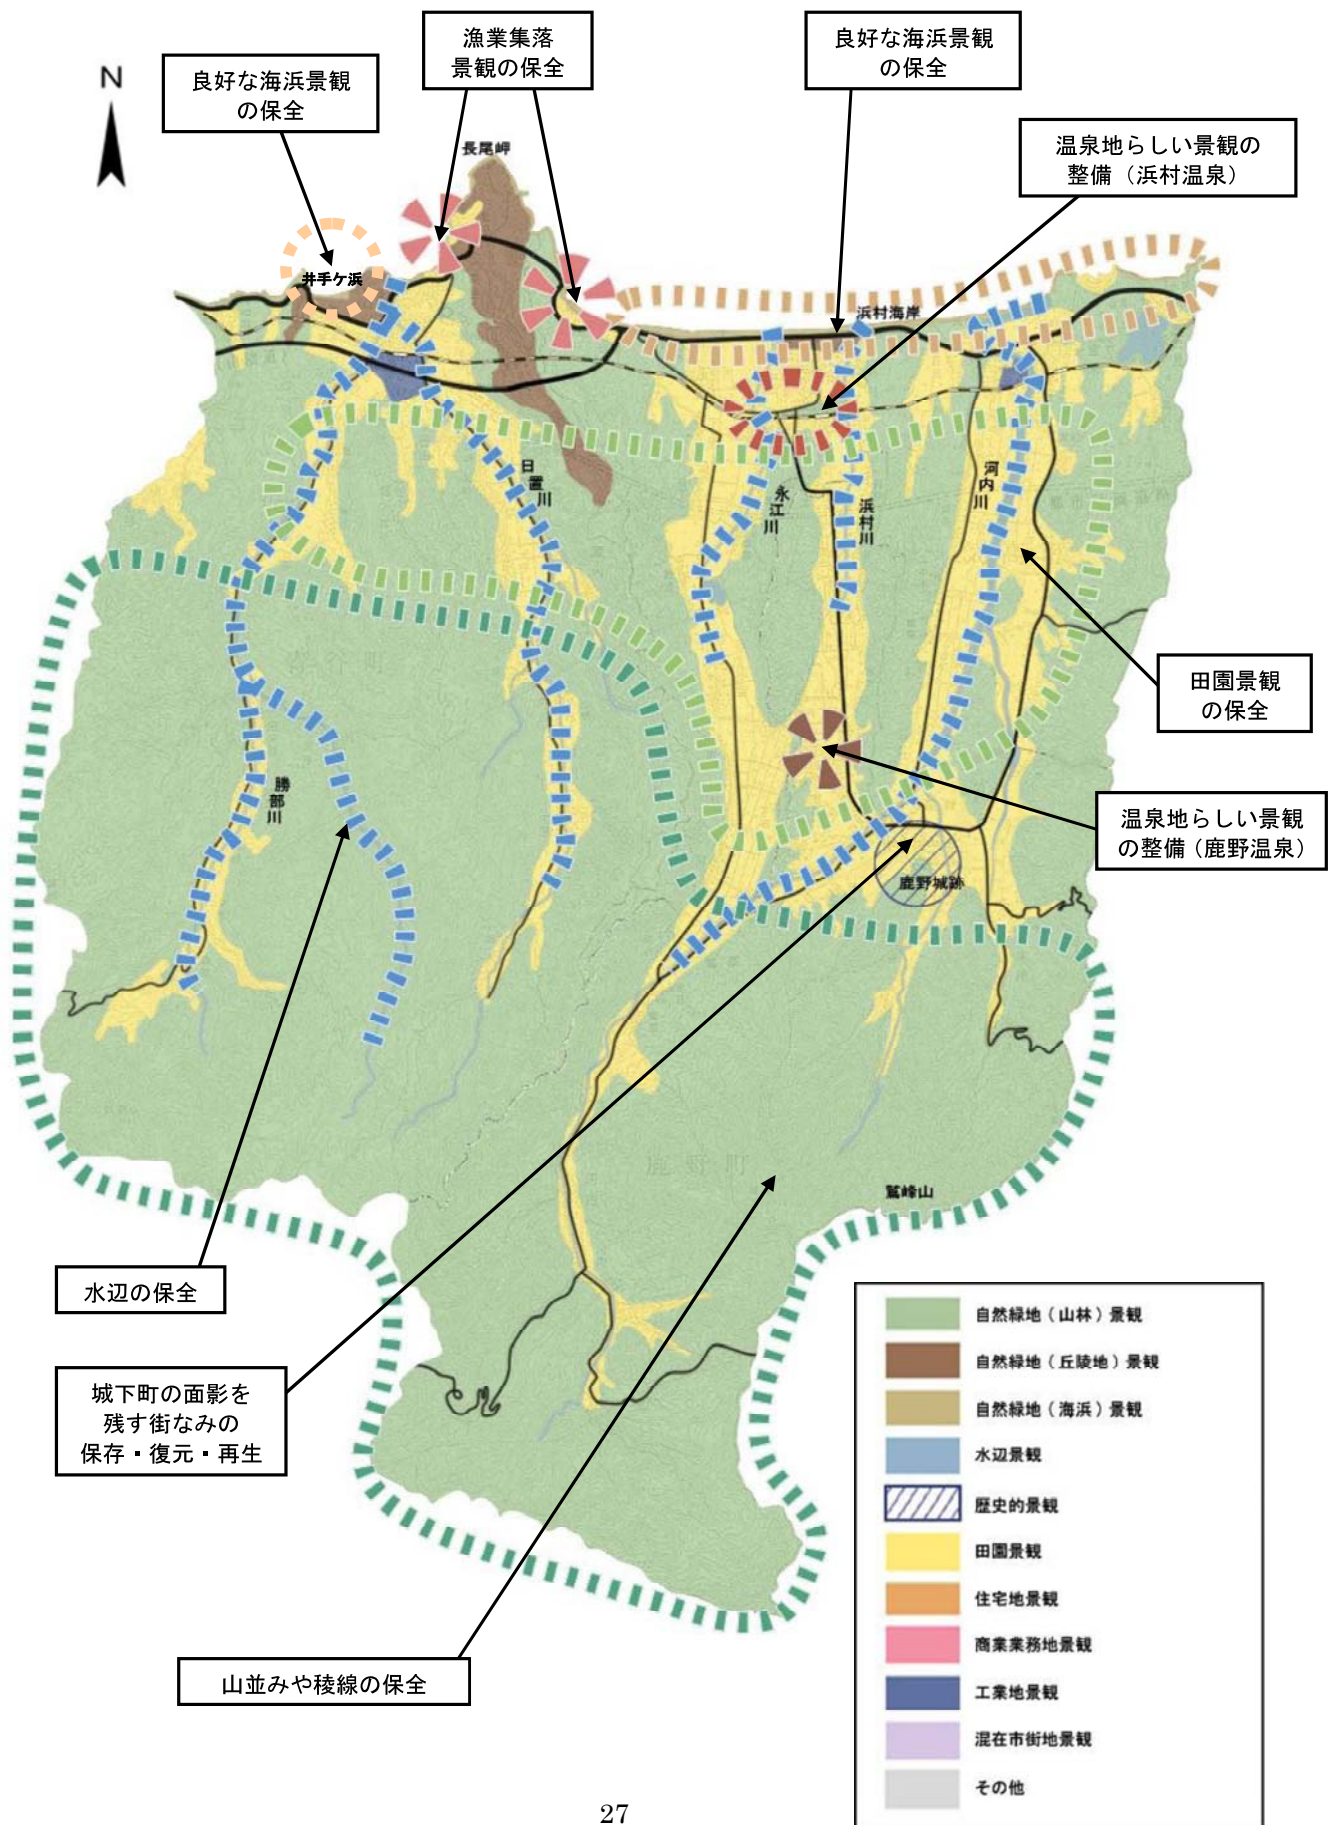 漁業集落
景観の保全
良好な海浜景観
の保全
良好な海浜景観
の保全
N
温泉地らしい景観の
整備（浜村温泉）
長尾岬
井手ケ浜
浜村海岸
日置川
永江川
浜村川
河内川
田園景観
の保全
勝部川
温泉地らしい景観
の整備（鹿野温泉）
鹿野城跡
鹿野町
鷲峰山
水辺の保全
城下町の面影を
残す街なみの
保存・復元・再生
山並みや稜線の保全
自然緑地（山林）景観
自然緑地（丘陵地）景観
自然緑地（海浜）景観
水辺景観
歴史的景観
田園景観
住宅地景観
商業業務地景観
工業地景観
混在市街地景観
その他
27